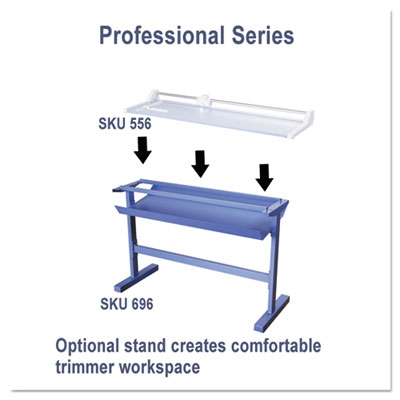 Professional Series
SKU 556
SKU 696
Optional stand creates comfortable
trimmer workspace